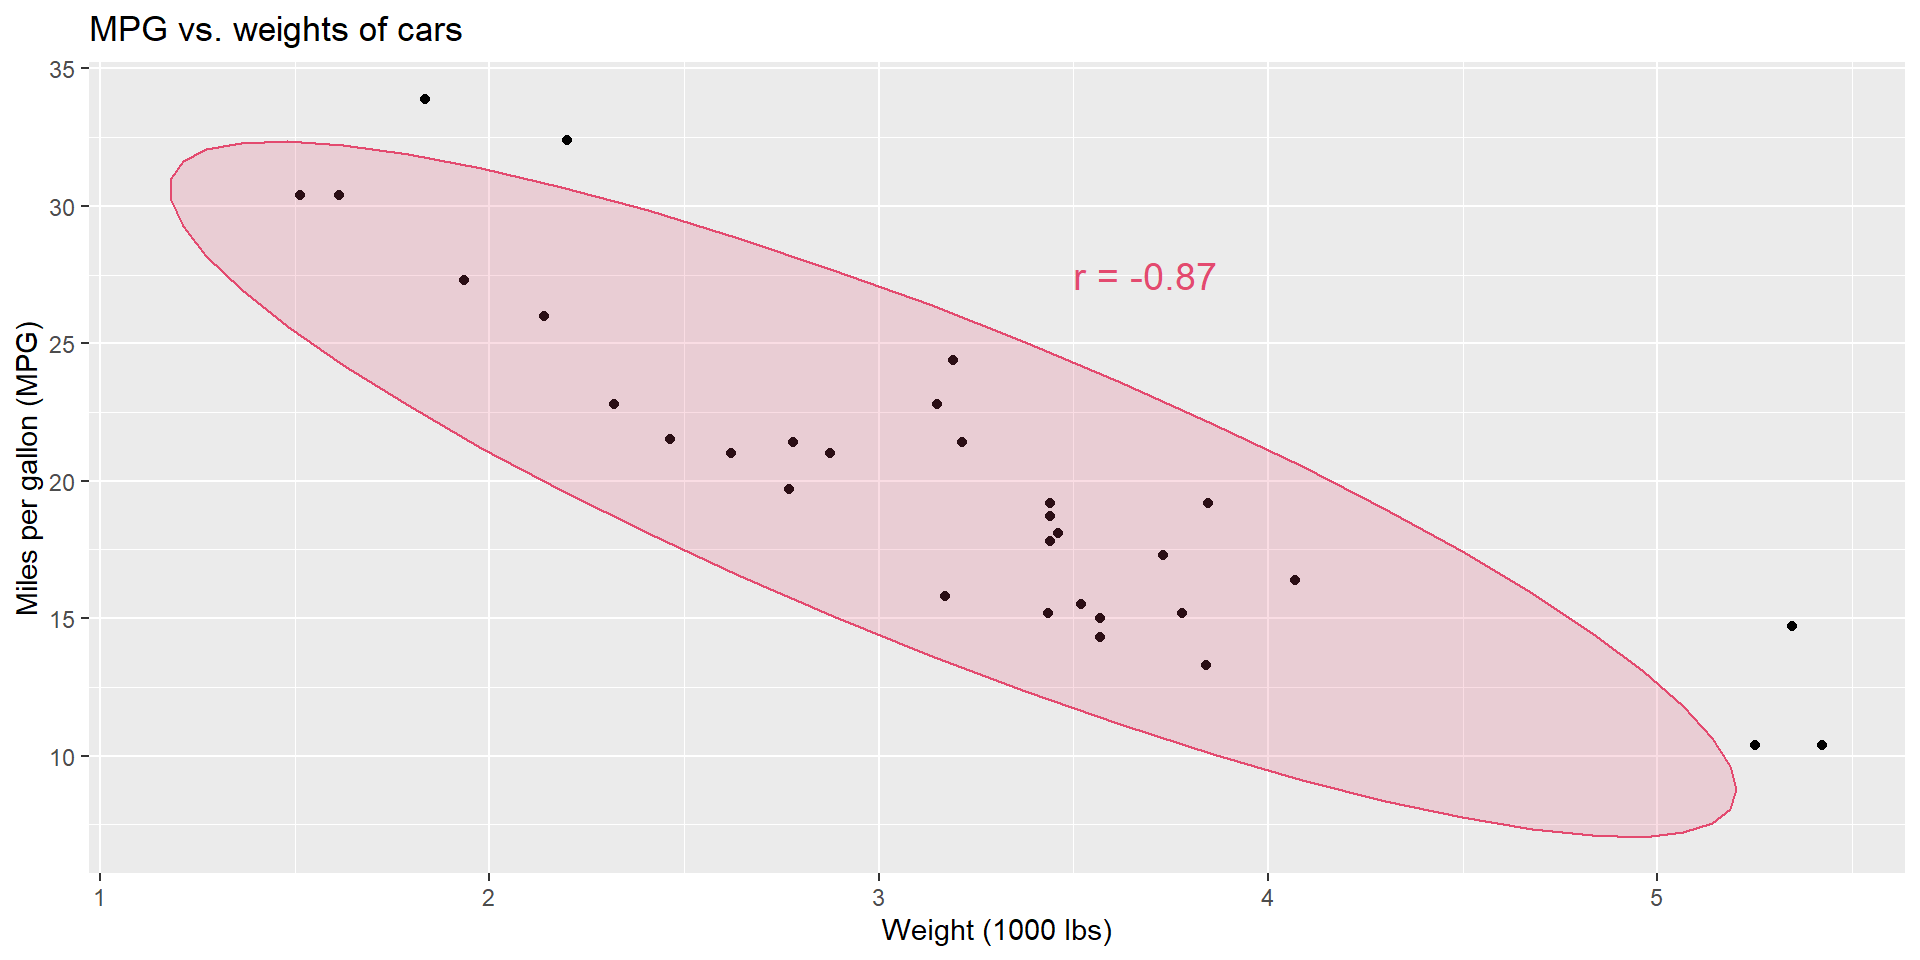 MPG vs. weights of cars
35
30
25
20
15
10
Miles per gallon (MPG)
r = -0.87
1 2 3 4 5
Weight (1000 lbs)